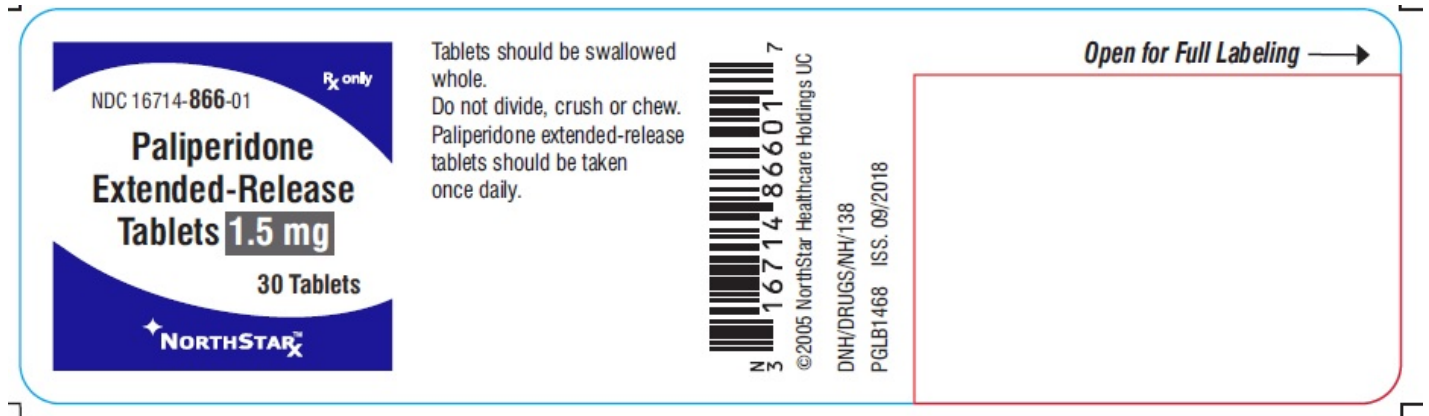 Rx only
NDC 16714-866-01
Paliperidone
Extended-Release
Tablets 1.5 mg
30 Tablets
NORTHSTARx™
Tablets should be swallowed
whole.
Do not divide, crush or chew.
Paliperidone extended-release
tablets should be taken
once daily.
N
3 16714 86601 7
©2005 NorthStar Healthcare Holdings UC
DNH/DRUGS/NH/138
PGLB1468 ISS. 09/2018
Open for Full Labeling